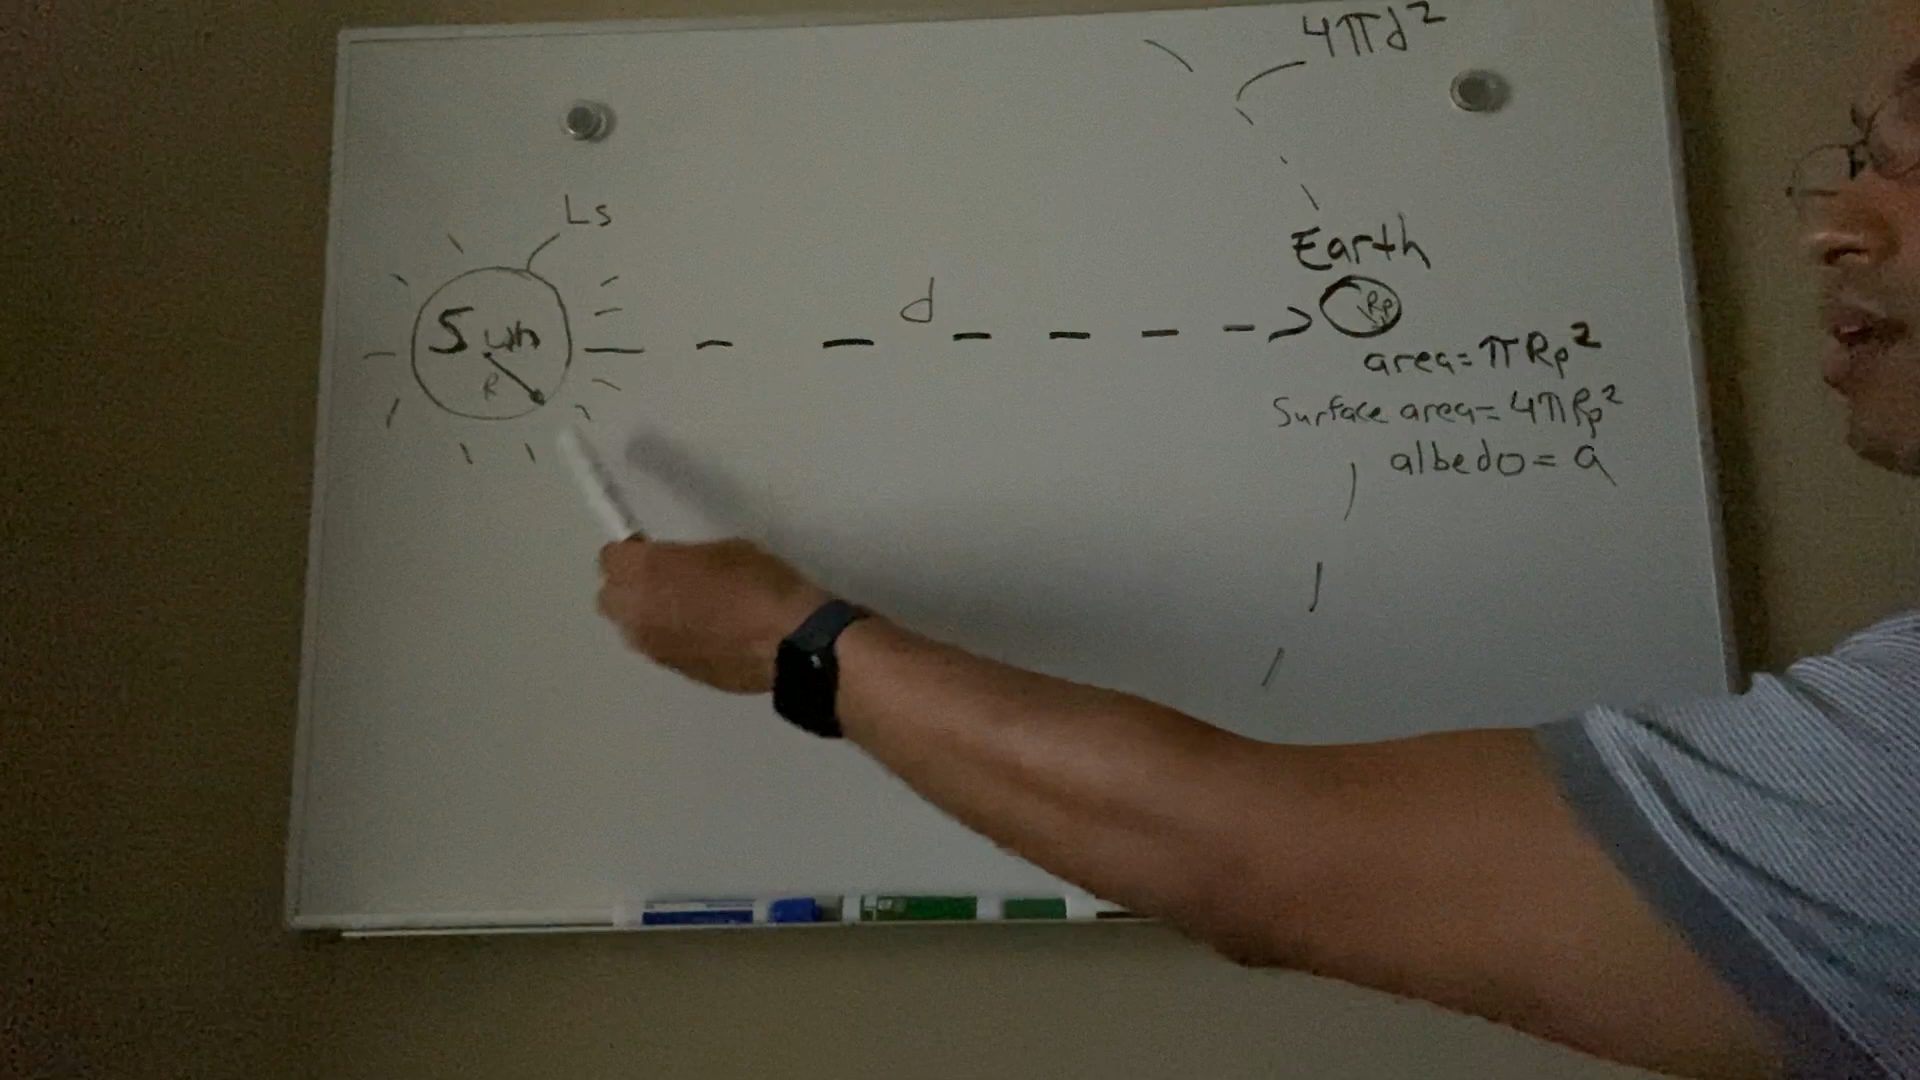 4πd²
Ls
Earth
d
Sun
Rp
R
area=πRp²
Surface area=4πRp²
albedo=a